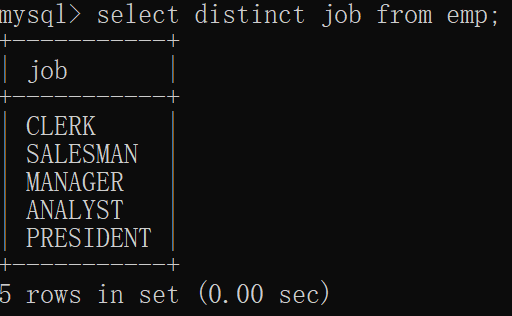 mysql> select distinct job from emp;
+-----------+
| job       |
+-----------+
| CLERK     |
| SALESMAN  |
| MANAGER   |
| ANALYST   |
| PRESIDENT |
+-----------+
5 rows in set (0.00 sec)